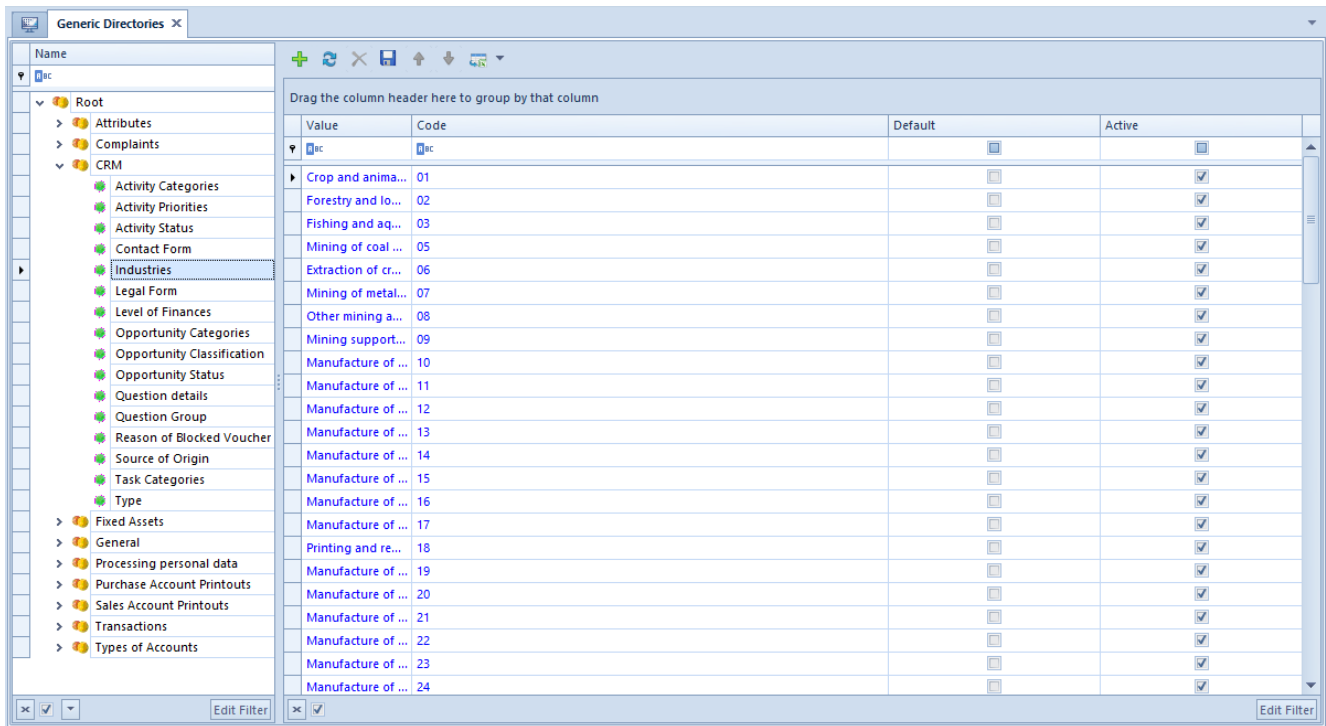 Generic Directories
Name
ABC
Root
Attributes
Complaints
CRM
Activity Categories
Activity Priorities
Activity Status
Contact Form
Industries
Legal Form
Level of Finances
Opportunity Categories
Opportunity Classification
Opportunity Status
Question details
Question Group
Reason of Blocked Voucher
Source of Origin
Task Categories
Type
Fixed Assets
General
Processing personal data
Purchase Account Printouts
Sales Account Printouts
Transactions
Types of Accounts
Edit Filter
Drag the column header here to group by that column
Value Code Default Active
ABC ABC
Crop and anima... 01
Forestry and lo... 02
Fishing and aq... 03
Mining of coal ... 05
Extraction of cr... 06
Mining of metal... 07
Other mining a... 08
Mining support... 09
Manufacture of ... 10
Manufacture of ... 11
Manufacture of ... 12
Manufacture of ... 13
Manufacture of ... 14
Manufacture of ... 15
Manufacture of ... 16
Manufacture of ... 17
Printing and re... 18
Manufacture of ... 19
Manufacture of ... 20
Manufacture of ... 21
Manufacture of ... 22
Manufacture of ... 23
Manufacture of ... 24
Edit Filter